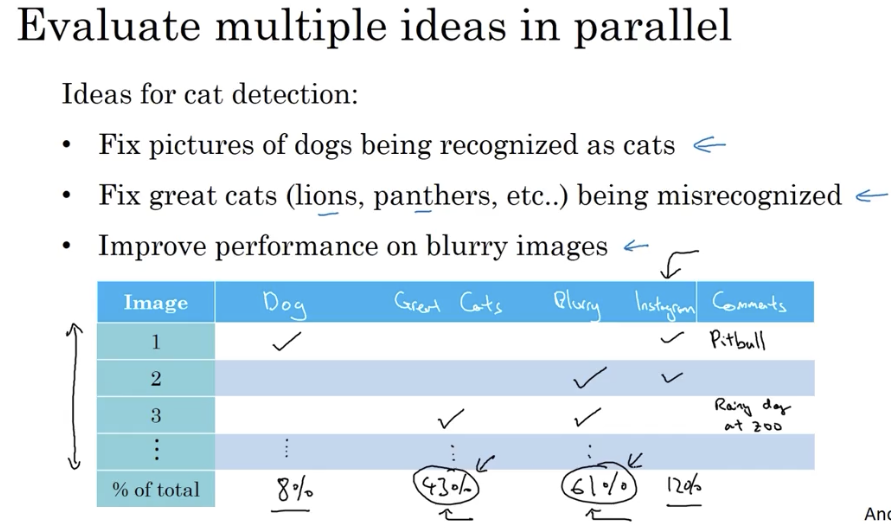 Evaluate multiple ideas in parallel
Ideas for cat detection:
• Fix pictures of dogs being recognized as cats
• Fix great cats (lions, panthers, etc..) being misrecognized
• Improve performance on blurry images
Image Dog Great Cats Blurry Instagram Comments
1 ✓ ✓ Pitbull
2 ✓ ✓
3 ✓ ✓ Rainy day at zoo
⋮ ⋮ ⋮ ⋮
% of total 8% 43% 61% 12%
And